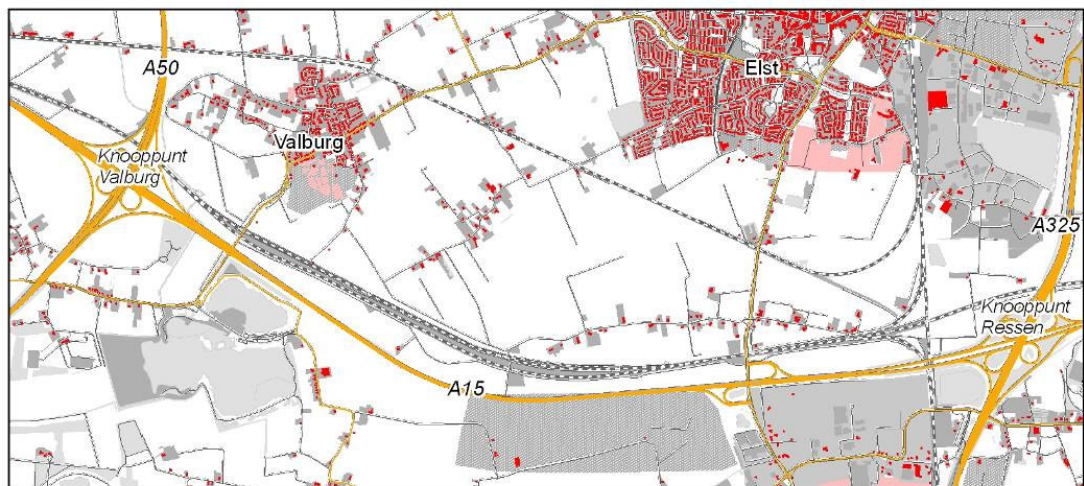 A50
Elst
Knooppunt
Valburg
Valburg
A325
Knooppunt
Ressen
A15